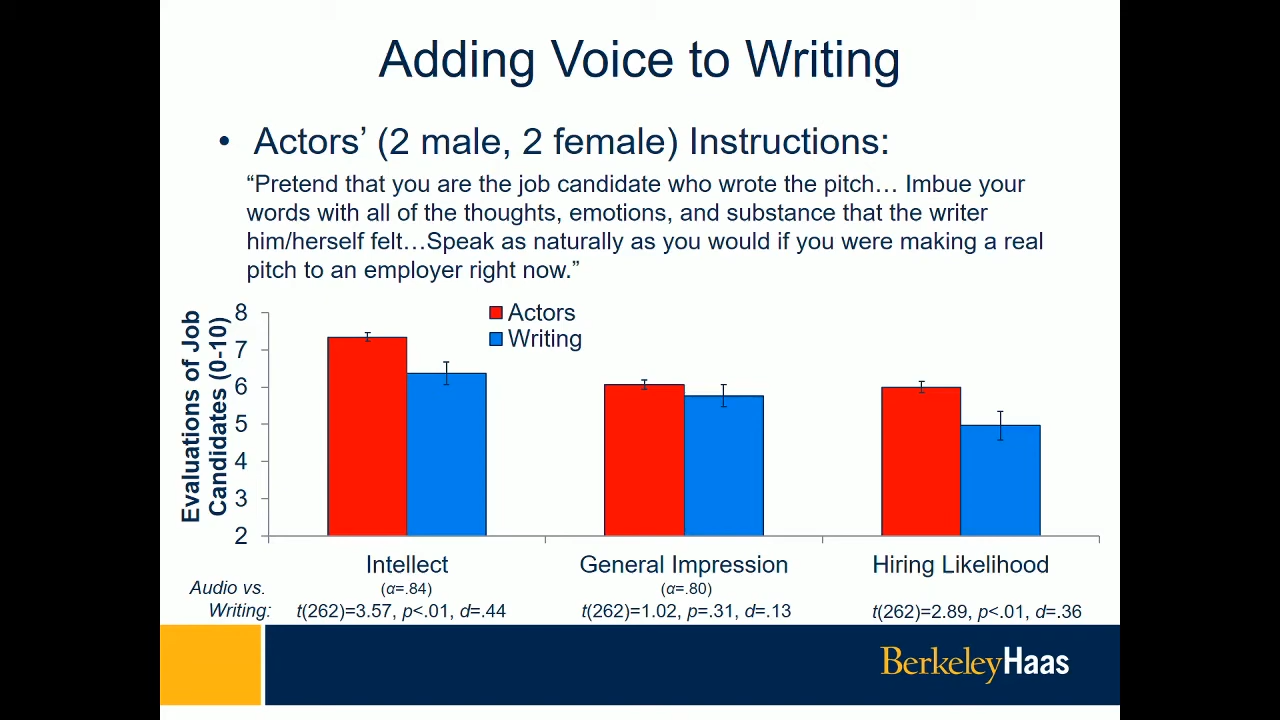 Adding Voice to Writing
• Actors’ (2 male, 2 female) Instructions:
“Pretend that you are the job candidate who wrote the pitch… Imbue your
words with all of the thoughts, emotions, and substance that the writer
him/herself felt…Speak as naturally as you would if you were making a real
pitch to an employer right now.”
Evaluations of Job
Candidates (0-10)
8
7
6
5
4
3
2
Actors
Writing
Intellect
General Impression
Hiring Likelihood
Audio vs.
(α=.84)
(α=.80)
Writing:
t(262)=3.57, p<.01, d=.44
t(262)=1.02, p=.31, d=.13
t(262)=2.89, p<.01, d=.36
BerkeleyHaas